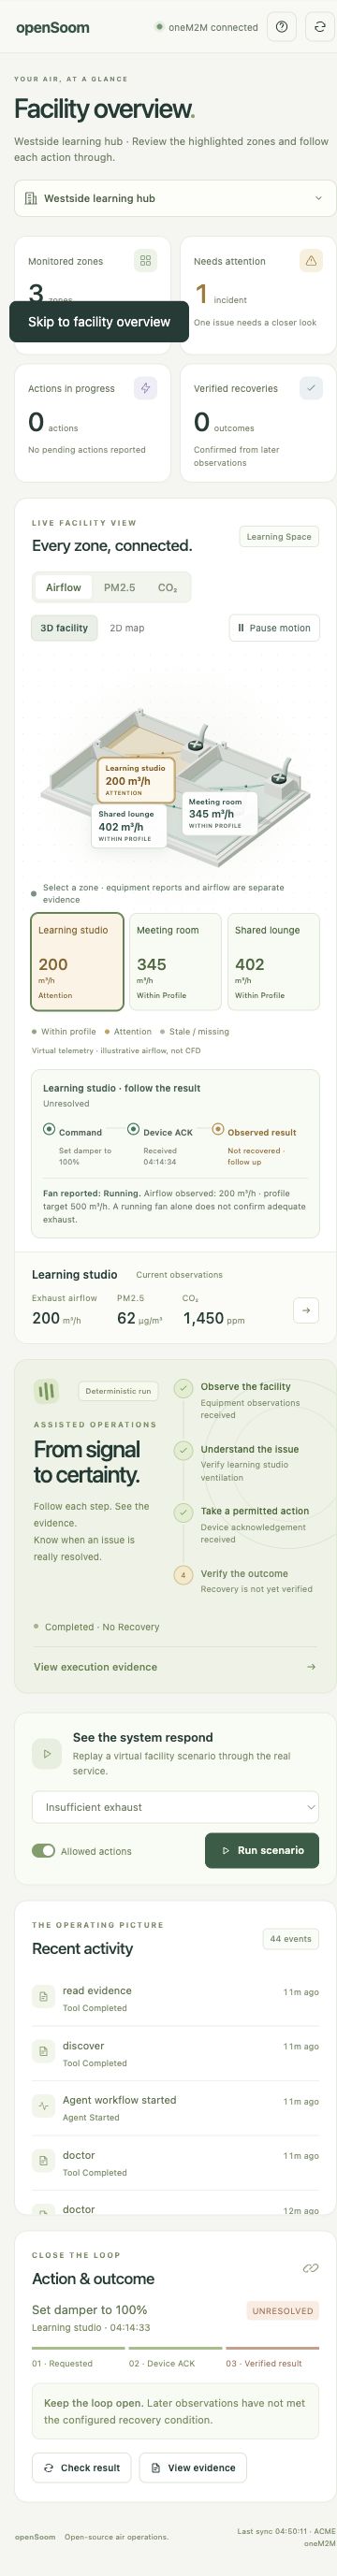 openSoom
oneM2M connected
YOUR AIR, AT A GLANCE
Facility overview.
Westside learning hub · Review the highlighted zones and follow
each action through.
Westside learning hub
Monitored zones
3 zones
Needs attention
1 incident
One issue needs a closer look
Skip to facility overview
Actions in progress
0 actions
No pending actions reported
Verified recoveries
0 outcomes
Confirmed from later
observations
LIVE FACILITY VIEW
Every zone, connected.
Learning Space
Airflow
PM2.5
CO₂
3D facility
2D map
Pause motion
Learning studio
200 m³/h
ATTENTION
Shared lounge
402 m³/h
WITHIN PROFILE
Meeting room
345 m³/h
WITHIN PROFILE
Select a zone · equipment reports and airflow are separate
evidence
Learning studio
200
m³/h
Attention
Meeting room
345
m³/h
Within Profile
Shared lounge
402
m³/h
Within Profile
Within profile
Attention
Stale / missing
Virtual telemetry · illustrative airflow, not CFD
Learning studio · follow the result
Unresolved
Command
Set damper to
100%
Device ACK
Received
04:14:34
Observed result
Not recovered ·
follow up
Fan reported: Running. Airflow observed: 200 m³/h · profile
target 500 m³/h. A running fan alone does not confirm adequate
exhaust.
Learning studio
Current observations
Exhaust airflow
200 m³/h
PM2.5
62 µg/m³
CO₂
1,450 ppm
Deterministic run
ASSISTED OPERATIONS
From signal
to certainty.
Follow each step. See the
evidence.
Know when an issue is
really resolved.
Observe the facility
Equipment observations
received
Understand the issue
Verify learning studio
ventilation
Take a permitted action
Device acknowledgement
received
4
Verify the outcome
Recovery is not yet verified
Completed · No Recovery
View execution evidence
See the system respond
Replay a virtual facility scenario through the real
service.
Insufficient exhaust
Allowed actions
Run scenario
THE OPERATING PICTURE
Recent activity
44 events
read evidence
Tool Completed
11m ago
discover
Tool Completed
11m ago
Agent workflow started
Agent Started
11m ago
doctor
Tool Completed
11m ago
doctor
12m ago
CLOSE THE LOOP
Action & outcome
Set damper to 100%
UNRESOLVED
Learning studio · 04:14:33
01 · Requested
02 · Device ACK
03 · Verified result
Keep the loop open. Later observations have not met
the configured recovery condition.
Check result
View evidence
openSoom
Open-source air operations.
Last sync 04:50:11 · ACME
oneM2M